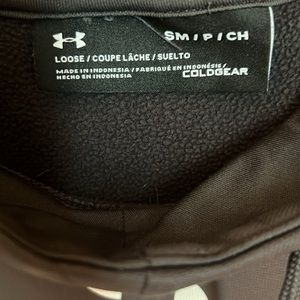 SM / P / CH
LOOSE / COUPE LÂCHE / SUELTO
MADE IN INDONESIA / FABRIQUÉ EN INDONÉSIE /
HECHO EN INDONESIA
COLDGEAR